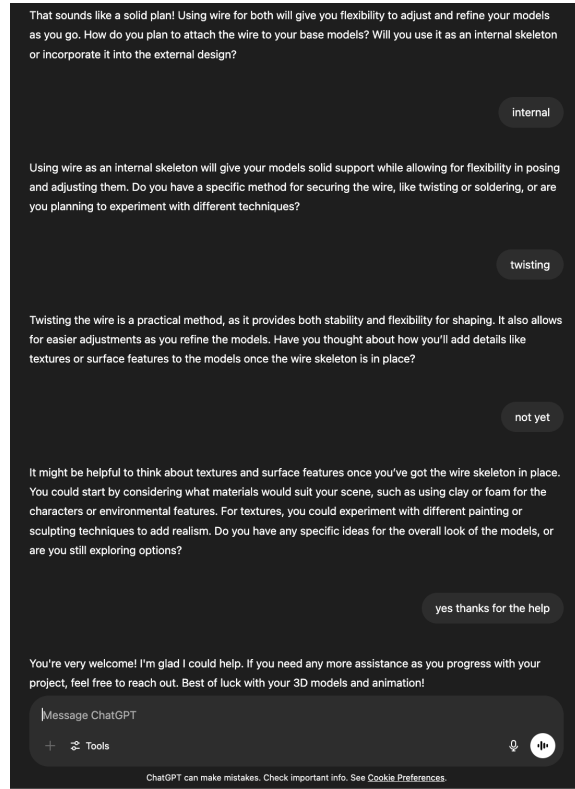 That sounds like a solid plan! Using wire for both will give you flexibility to adjust and refine your models
as you go. How do you plan to attach the wire to your base models? Will you use it as an internal skeleton
or incorporate it into the external design?
internal
Using wire as an internal skeleton will give your models solid support while allowing for flexibility in posing
and adjusting them. Do you have a specific method for securing the wire, like twisting or soldering, or are
you planning to experiment with different techniques?
twisting
Twisting the wire is a practical method, as it provides both stability and flexibility for shaping. It also allows
for easier adjustments as you refine the models. Have you thought about how you'll add details like
textures or surface features to the models once the wire skeleton is in place?
not yet
It might be helpful to think about textures and surface features once you've got the wire skeleton in place.
You could start by considering what materials would suit your scene, such as using clay or foam for the
characters or environmental features. For textures, you could experiment with different painting or
sculpting techniques to add realism. Do you have any specific ideas for the overall look of the models, or
are you still exploring options?
yes thanks for the help
You're very welcome! I'm glad I could help. If you need any more assistance as you progress with your
project, feel free to reach out. Best of luck with your 3D models and animation!
Message ChatGPT
Tools
ChatGPT can make mistakes. Check important info. See Cookie Preferences.